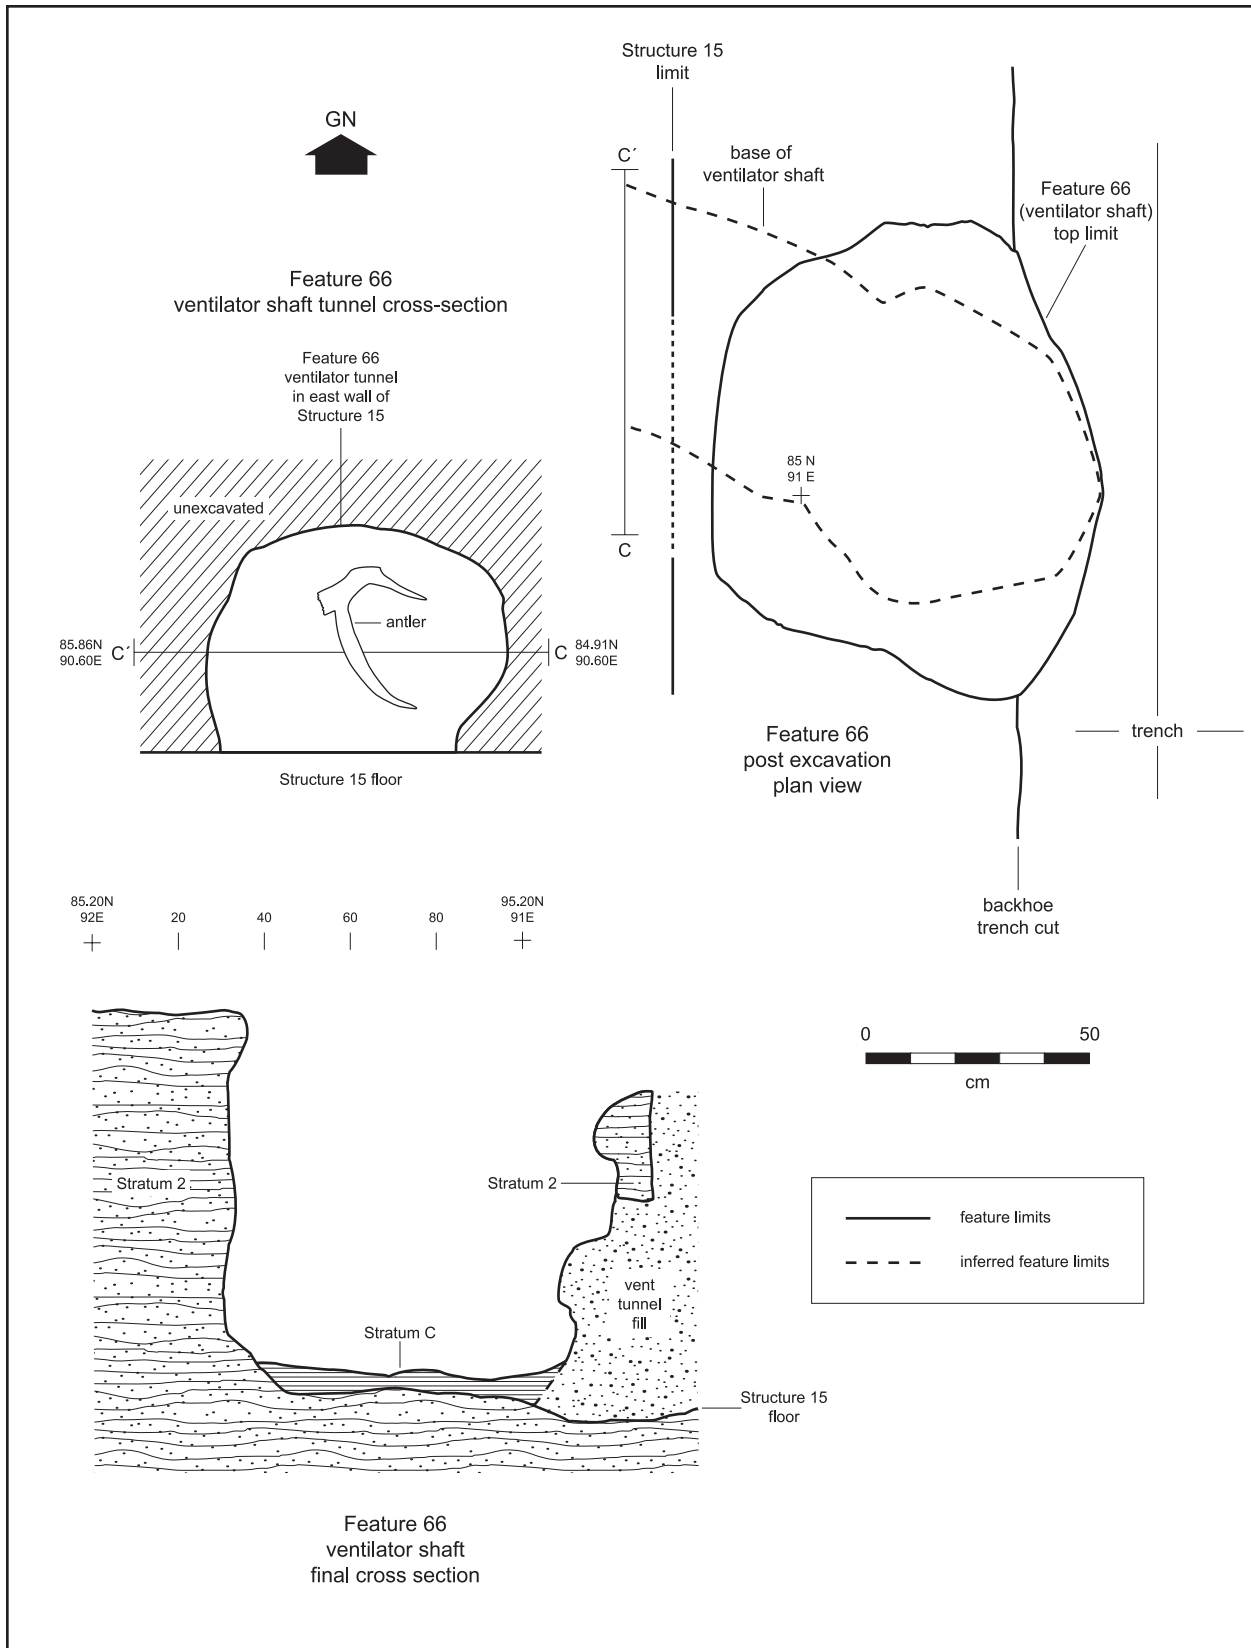 GN
Feature 66
ventilator shaft tunnel cross-section
Feature 66
ventilator tunnel
in east wall of
Structure 15
unexcavated
antler
85.86N
90.60E
C´
C
84.91N
90.60E
Structure 15 floor
Structure 15
limit
C´
base of
ventilator shaft
Feature 66
(ventilator shaft)
top limit
85 N
91 E
C
Feature 66
post excavation
plan view
trench
backhoe
trench cut
85.20N
92E
20
40
60
80
95.20N
91E
0
50
cm
Stratum 2
Stratum 2
vent
tunnel
fill
Stratum C
Structure 15
floor
feature limits
inferred feature limits
Feature 66
ventilator shaft
final cross section